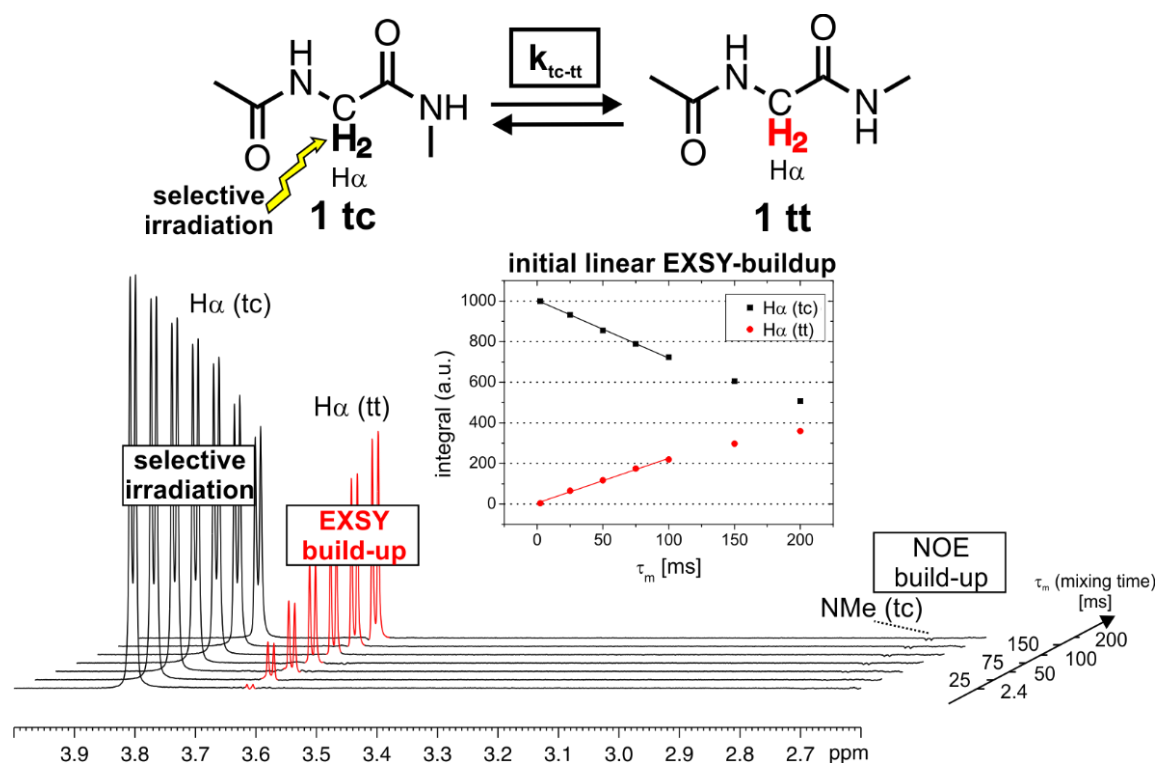 O
H
N
C
H₂
NH
O
Hα
selective
irradiation
1 tc
k_tc-tt
1 tt
O
H
N
C
H₂
N
H
O
Hα
initial linear EXSY-buildup
Hα (tc)
Hα (tt)
1000
800
600
400
200
0
integral (a.u.)
0 50 100 150 200
τ_m [ms]
Hα (tc)
Hα (tt)
selective
irradiation
EXSY
build-up
NOE
build-up
NMe (tc)
τ_m (mixing time)
[ms]
2.4
25
50
75
100
150
200
3.9 3.8 3.7 3.6 3.5 3.4 3.3 3.2 3.1 3.0 2.9 2.8 2.7 ppm